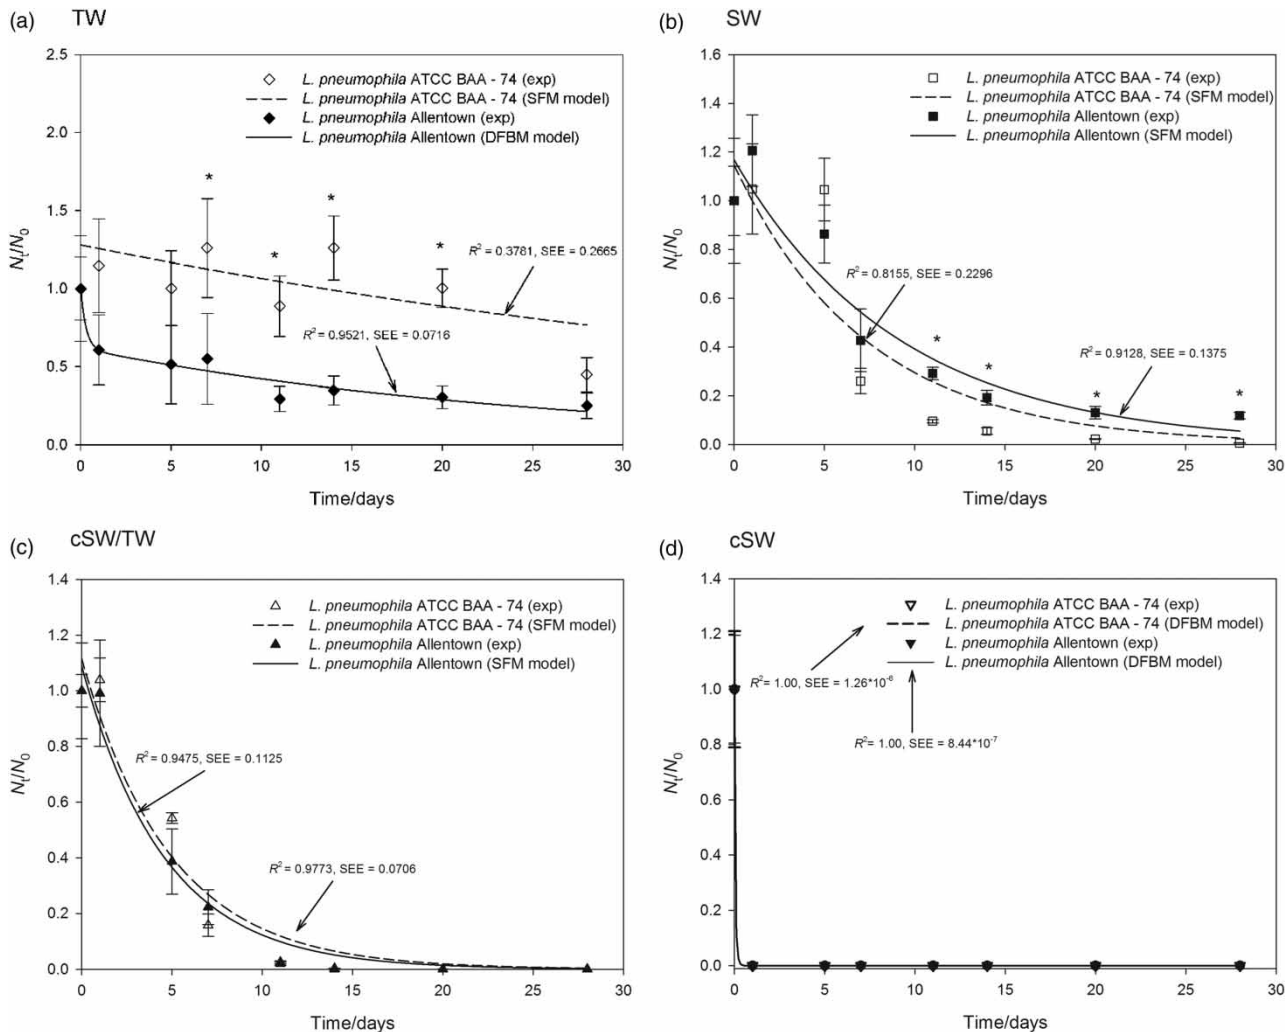 (a) TW
2.5
2.0
1.5
1.0
0.5
0.0
Nt/N0
◇ L. pneumophila ATCC BAA - 74 (exp)
L. pneumophila ATCC BAA - 74 (SFM model)
◆ L. pneumophila Allentown (exp)
L. pneumophila Allentown (DFBM model)
* * * *
R² = 0.3781, SEE = 0.2665
R² = 0.9521, SEE = 0.0716
0 5 10 15 20 25 30
Time/days
(b) SW
1.6
1.4
1.2
1.0
0.8
0.6
0.4
0.2
0.0
Nt/N0
□ L. pneumophila ATCC BAA - 74 (exp)
L. pneumophila ATCC BAA - 74 (SFM model)
■ L. pneumophila Allentown (exp)
L. pneumophila Allentown (SFM model)
R² = 0.8155, SEE = 0.2296
* * * *
R² = 0.9128, SEE = 0.1375
0 5 10 15 20 25 30
Time/days
(c) cSW/TW
1.4
1.2
1.0
0.8
0.6
0.4
0.2
0.0
Nt/N0
△ L. pneumophila ATCC BAA - 74 (exp)
L. pneumophila ATCC BAA - 74 (SFM model)
▲ L. pneumophila Allentown (exp)
L. pneumophila Allentown (SFM model)
R² = 0.9475, SEE = 0.1125
R² = 0.9773, SEE = 0.0706
0 5 10 15 20 25 30
Time/days
(d) cSW
1.4
1.2
1.0
0.8
0.6
0.4
0.2
0.0
Nt/N0
▽ L. pneumophila ATCC BAA - 74 (exp)
L. pneumophila ATCC BAA - 74 (DFBM model)
▼ L. pneumophila Allentown (exp)
L. pneumophila Allentown (DFBM model)
R²= 1.00, SEE = 1.26*10⁻⁶
R²= 1.00, SEE = 8.44*10⁻⁷
0 5 10 15 20 25 30
Time/days